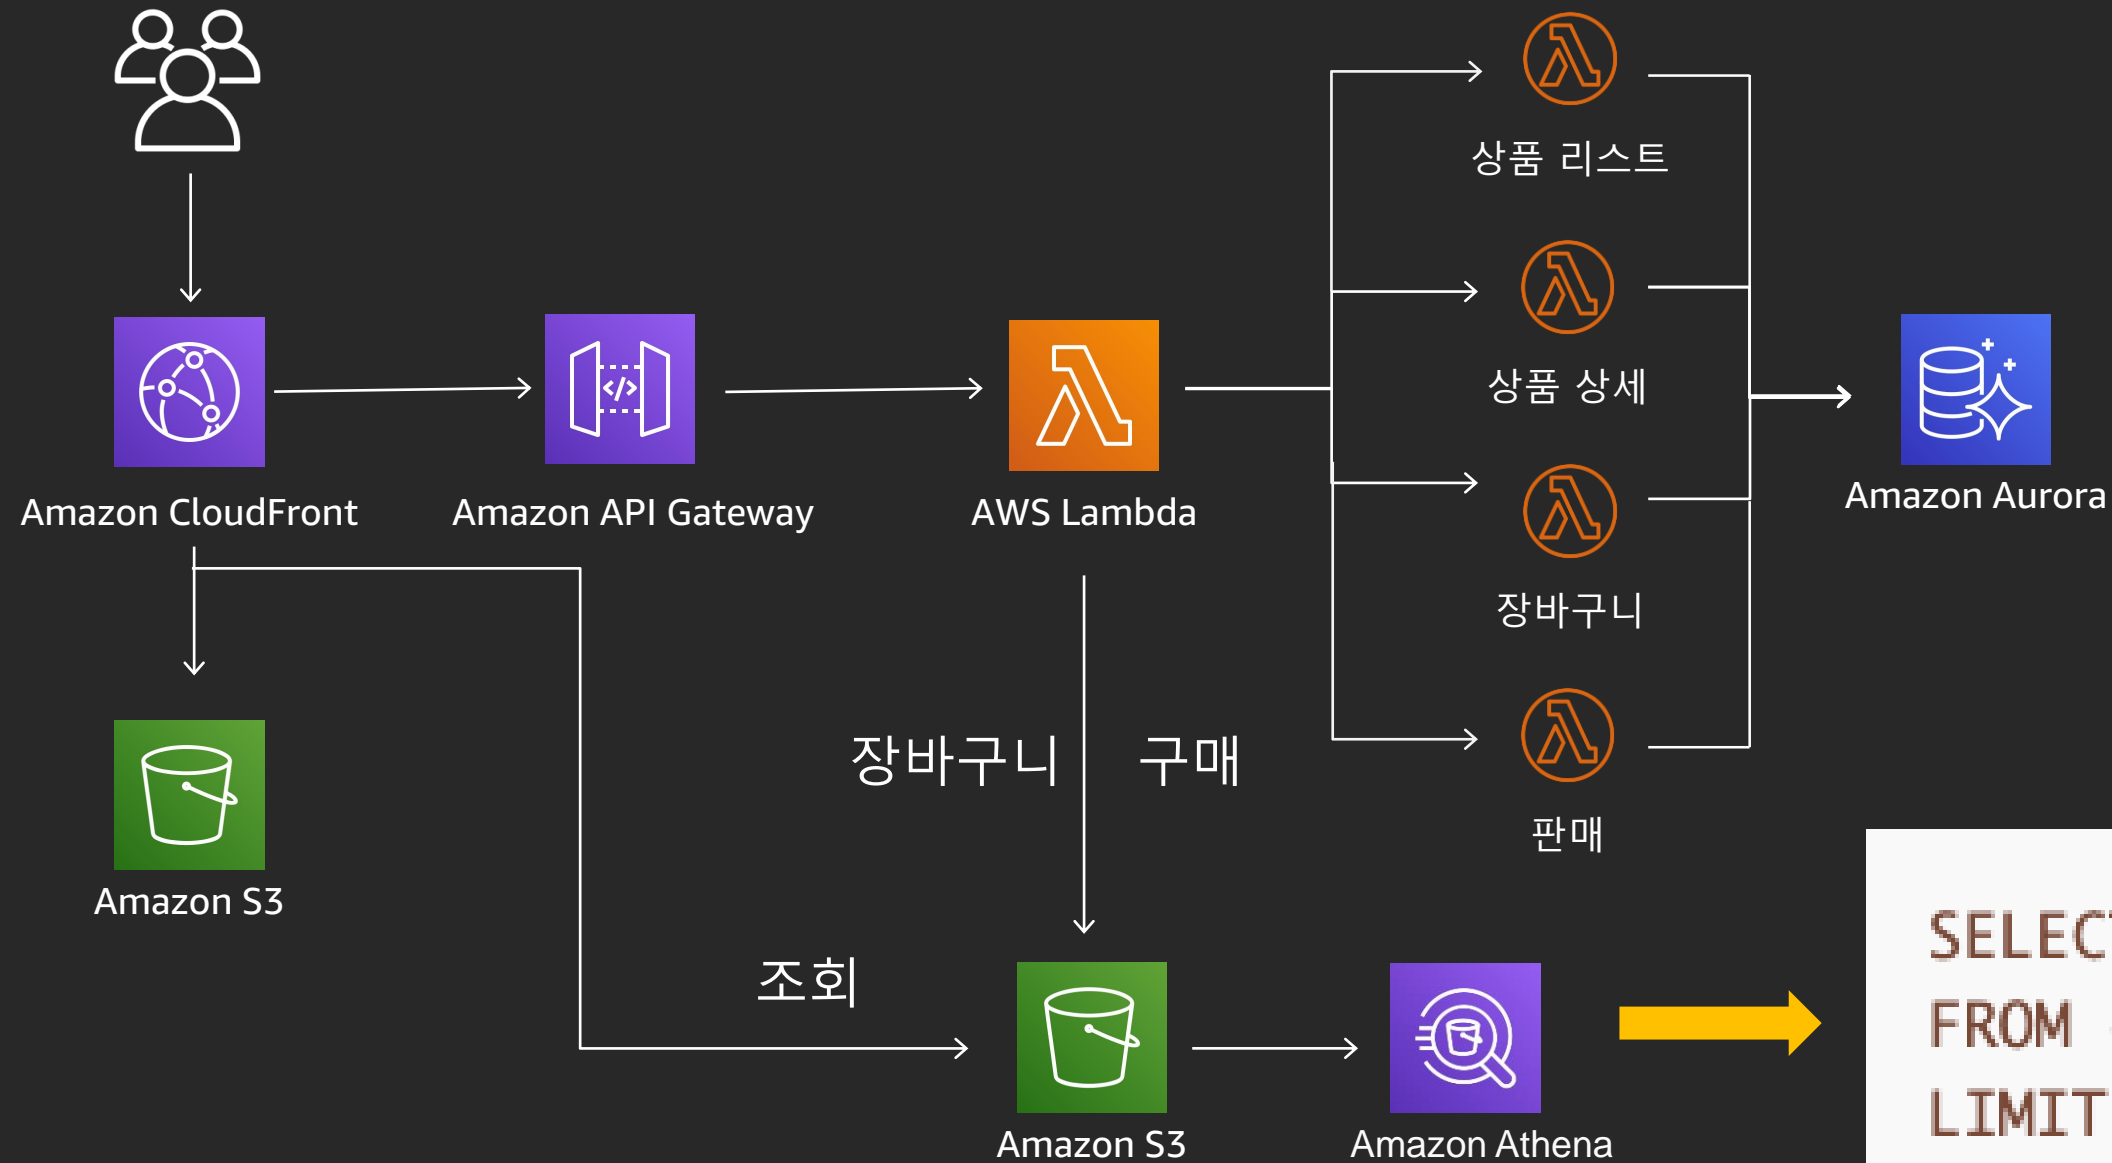 상품 리스트
상품 상세
Amazon CloudFront
Amazon API Gateway
AWS Lambda
Amazon Aurora
장바구니
장바구니
구매
판매
Amazon S3
조회
FROM
LIMIT
Amazon S3
Amazon Athena